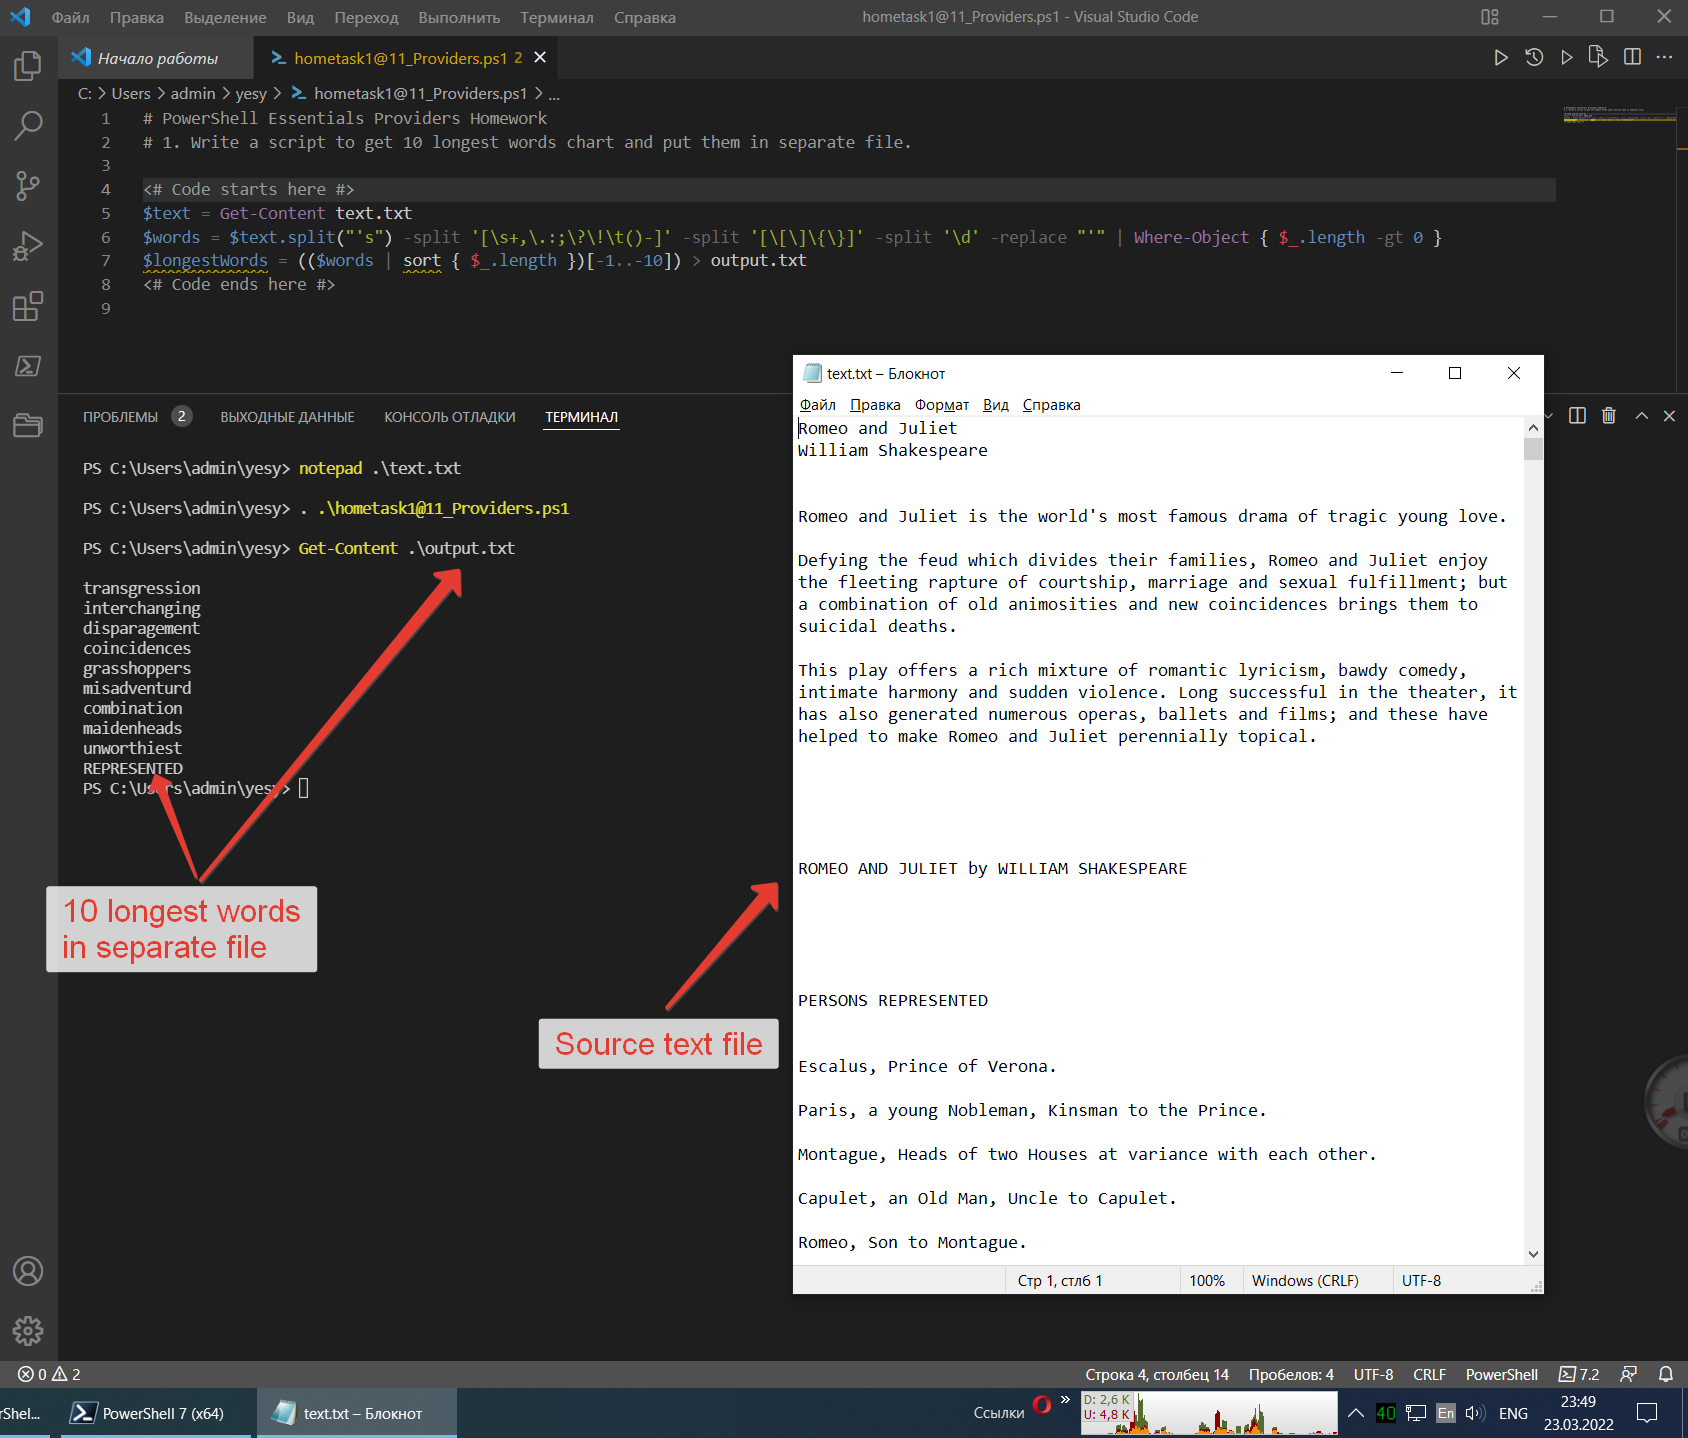 Файл Правка Выделение Вид Переход Выполнить Терминал Справка hometask1@11_Providers.ps1 - Visual Studio Code
Начало работы hometask1@11_Providers.ps1 2
C: > Users > admin > yesy > hometask1@11_Providers.ps1 > ...
1 # PowerShell Essentials Providers Homework
2 # 1. Write a script to get 10 longest words chart and put them in separate file.
3
4 <# Code starts here #>
5 $text = Get-Content text.txt
6 $words = $text.split("'s") -split '[\s+,\.:;\?\!\t()-]' -split '[\[\]\{\}]' -split '\d' -replace "'" | Where-Object { $_.length -gt 0 }
7 $longestWords = (($words | sort { $_.length })[-1..-10]) > output.txt
8 <# Code ends here #>
9
ПРОБЛЕМЫ 2 ВЫХОДНЫЕ ДАННЫЕ КОНСОЛЬ ОТЛАДКИ ТЕРМИНАЛ
PS C:\Users\admin\yesy> notepad .\text.txt
PS C:\Users\admin\yesy> . .\hometask1@11_Providers.ps1
PS C:\Users\admin\yesy> Get-Content .\output.txt
transgression
interchanging
disparagement
coincidences
grasshoppers
misadventurd
combination
maidenheads
unworthiest
REPRESENTED
PS C:\Users\admin\yesy>
10 longest words
in separate file
Source text file
text.txt – Блокнот
Файл Правка Формат Вид Справка
Romeo and Juliet
William Shakespeare
Romeo and Juliet is the world's most famous drama of tragic young love.
Defying the feud which divides their families, Romeo and Juliet enjoy
the fleeting rapture of courtship, marriage and sexual fulfillment; but
a combination of old animosities and new coincidences brings them to
suicidal deaths.
This play offers a rich mixture of romantic lyricism, bawdy comedy,
intimate harmony and sudden violence. Long successful in the theater, it
has also generated numerous operas, ballets and films; and these have
helped to make Romeo and Juliet perennially topical.
ROMEO AND JULIET by WILLIAM SHAKESPEARE
PERSONS REPRESENTED
Escalus, Prince of Verona.
Paris, a young Nobleman, Kinsman to the Prince.
Montague, Heads of two Houses at variance with each other.
Capulet, an Old Man, Uncle to Capulet.
Romeo, Son to Montague.
Стр 1, стлб 1 100% Windows (CRLF) UTF-8
0 2 Строка 4, столбец 14 Пробелов: 4 UTF-8 CRLF PowerShell 7.2
rShel... PowerShell 7 (x64) text.txt – Блокнот Ссылки » D: 2,6 K
U: 4,8 K 40 En ENG 23:49
23.03.2022